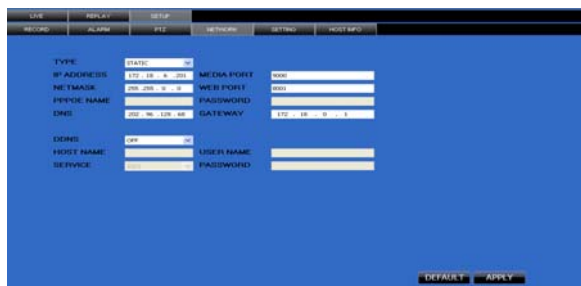 LIVE REPLAY SETUP
RECORD ALARM PTZ NETWORK SETTING HOST INFO
TYPE STATIC
IP ADDRESS 172 . 18 . 6 . 201 MEDIA PORT 9000
NETMASK 255 . 255 . 0 . 0 WEB PORT 8001
PPPOE NAME PASSWORD
DNS 202 . 96 . 128 . 68 GATEWAY 172 . 18 . 0 . 1
DDNS OFF
HOST NAME USER NAME
SERVICE PASSWORD
DEFAULT APPLY